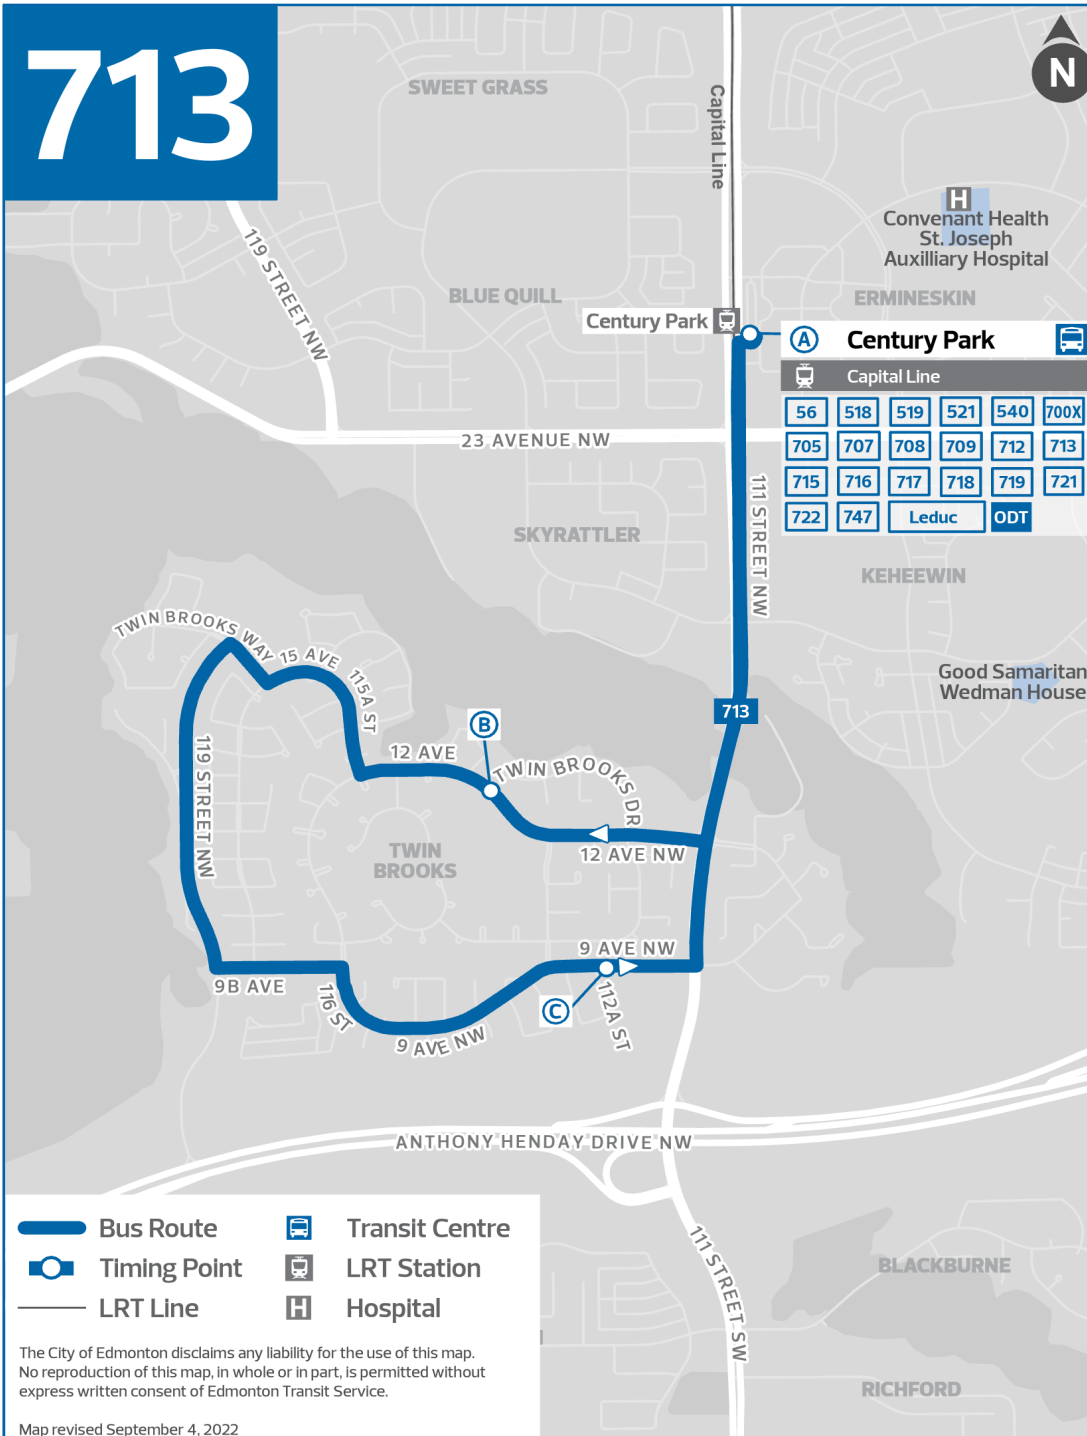 713
N
SWEET GRASS
Capital Line
H
Convenant Health
St. Joseph
Auxilliary Hospital
119 STREET NW
BLUE QUILL
ERMINESKIN
Century Park
A Century Park
Capital Line
56 518 519 521 540 700X
705 707 708 709 712 713
715 716 717 718 719 721
722 747 Leduc ODT
23 AVENUE NW
111 STREET NW
SKYRATTLER
KEHEEWIN
TWIN BROOKS WAY
15 AVE
115A ST
Good Samaritan
Wedman House
713
B
12 AVE
TWIN BROOKS DR
119 STREET NW
12 AVE NW
TWIN
BROOKS
9 AVE NW
9B AVE
116 ST
C
112A ST
9 AVE NW
ANTHONY HENDAY DRIVE NW
111 STREET SW
BLACKBURNE
RICHFORD
Bus Route
Transit Centre
Timing Point
LRT Station
LRT Line
H Hospital
The City of Edmonton disclaims any liability for the use of this map.
No reproduction of this map, in whole or in part, is permitted without
express written consent of Edmonton Transit Service.
Map revised September 4, 2022